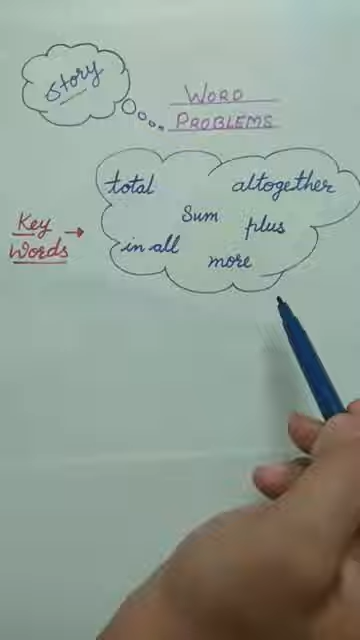 Story
WORD
PROBLEMS
total altogether
Sum plus
in all
more
Key
Words